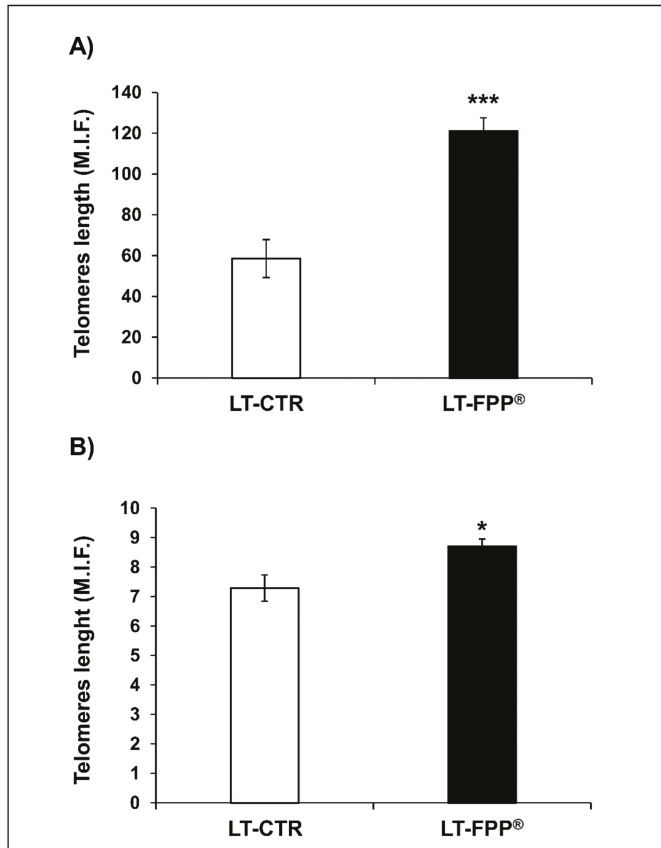 A)
Telomeres length (M.I.F.)
140
120
100
80
60
40
20
0
***
LT-CTR
LT-FPP®
B)
Telomeres lenght (M.I.F.)
10
9
8
7
6
5
4
3
2
1
0
*
LT-CTR
LT-FPP®